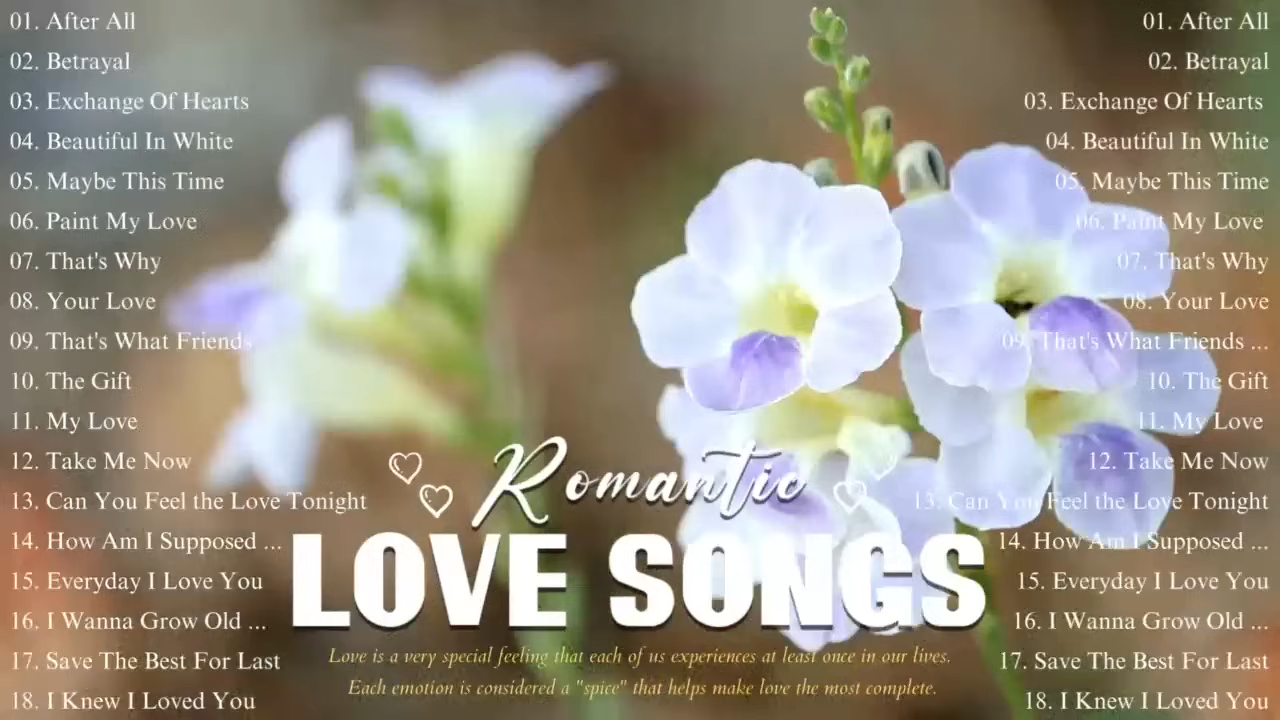 01. After All
02. Betrayal
03. Exchange Of Hearts
04. Beautiful In White
05. Maybe This Time
06. Paint My Love
07. That's Why
08. Your Love
09. That's What Friends
10. The Gift
11. My Love
12. Take Me Now
13. Can You Feel the Love Tonight
14. How Am I Supposed ...
15. Everyday I Love You
16. I Wanna Grow Old ...
17. Save The Best For Last
18. I Knew I Loved You
Romantic
LOVE SONGS
Love is a very special feeling that each of us experiences at least once in our lives.
Each emotion is considered a "spice" that helps make love the most complete.
01. After All
02. Betrayal
03. Exchange Of Hearts
04. Beautiful In White
05. Maybe This Time
06. Paint My Love
07. That's Why
08. Your Love
09. That's What Friends ...
10. The Gift
11. My Love
12. Take Me Now
13. Can You Feel the Love Tonight
14. How Am I Supposed ...
15. Everyday I Love You
16. I Wanna Grow Old ...
17. Save The Best For Last
18. I Knew I Loved You